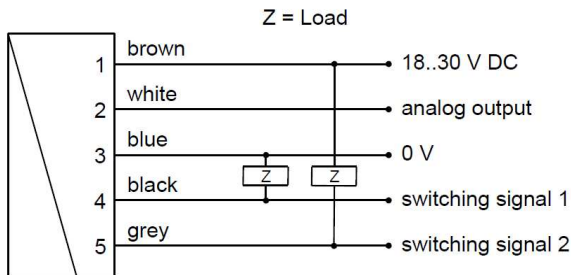 Z = Load
1 brown 18..30 V DC
2 white analog output
3 blue 0 V
Z Z
4 black switching signal 1
5 grey switching signal 2